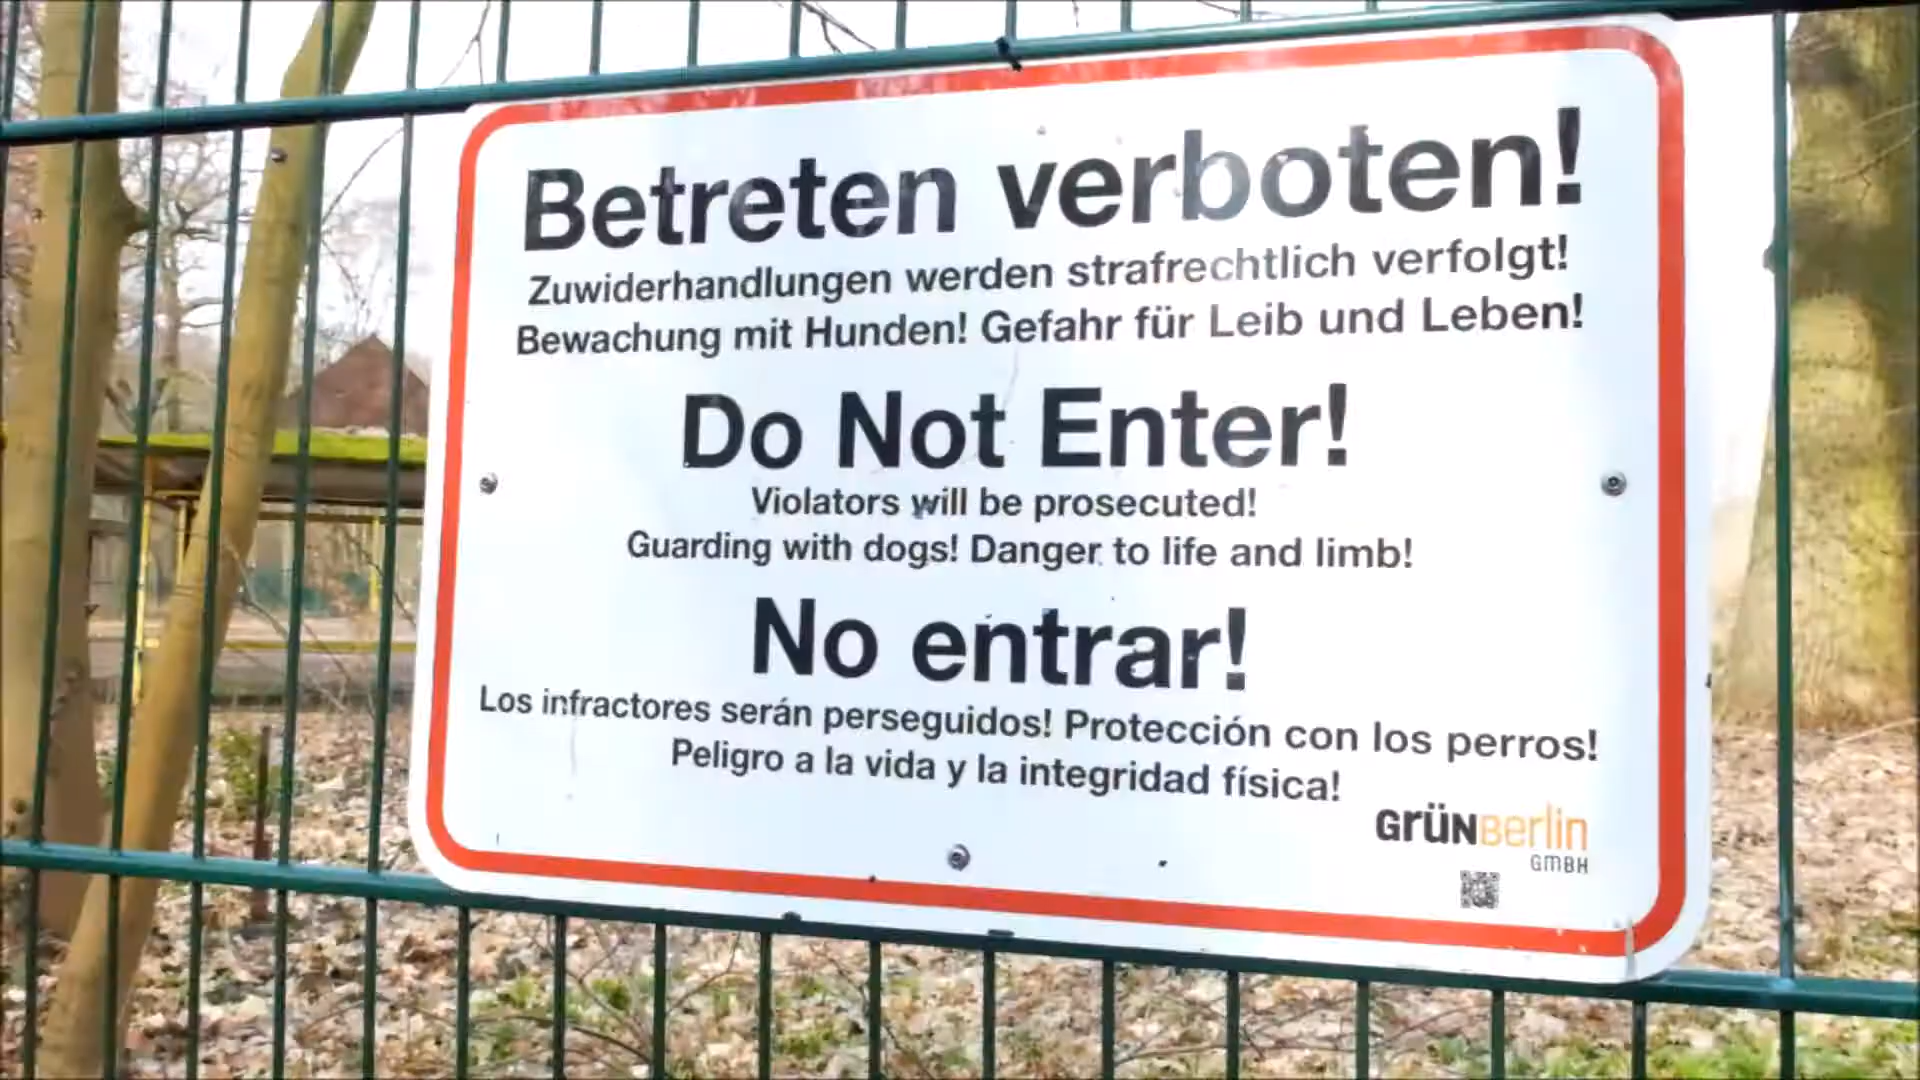 Betreten verboten!
Zuwiderhandlungen werden strafrechtlich verfolgt!
Bewachung mit Hunden! Gefahr für Leib und Leben!
Do Not Enter!
Violators will be prosecuted!
Guarding with dogs! Danger to life and limb!
No entrar!
Los infractores serán perseguidos! Protección con los perros!
Peligro a la vida y la integridad física!
GrünBerlin
GMBH